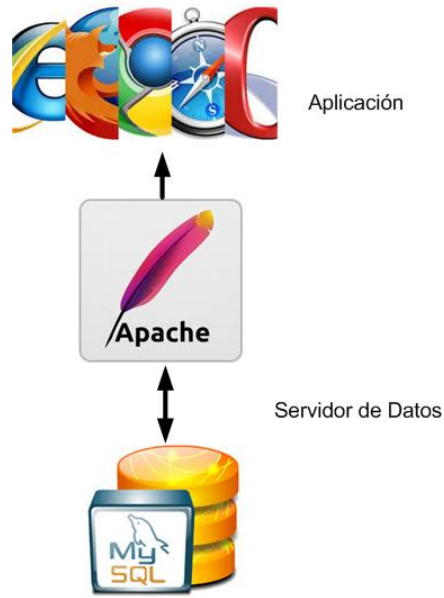 Aplicación
N
S
Apache
Servidor de Datos
My
SQL